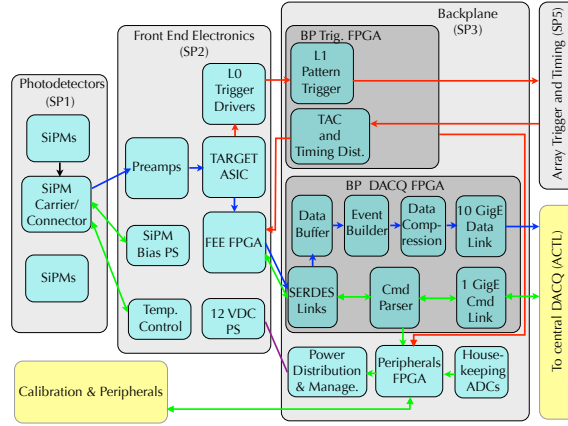 Photodetectors
(SP1)
SiPMs
SiPM
Carrier/
Connector
SiPMs
Front End Electronics
(SP2)
L0
Trigger
Drivers
Preamps
TARGET
ASIC
SiPM
Bias PS
FEE FPGA
Temp.
Control
12 VDC
PS
Backplane
(SP3)
BP Trig. FPGA
L1
Pattern
Trigger
TAC
and
Timing Dist.
BP DACQ FPGA
Data
Buffer
Event
Builder
Data
Comp-
ression
10 GigE
Data
Link
SERDES
Links
Cmd
Parser
1 GigE
Cmd
Link
Power
Distribution
& Manage.
Peripherals
FPGA
House-
keeping
ADCs
Array Trigger and Timing (SP5)
To central DACQ (ACTL)
Calibration & Peripherals